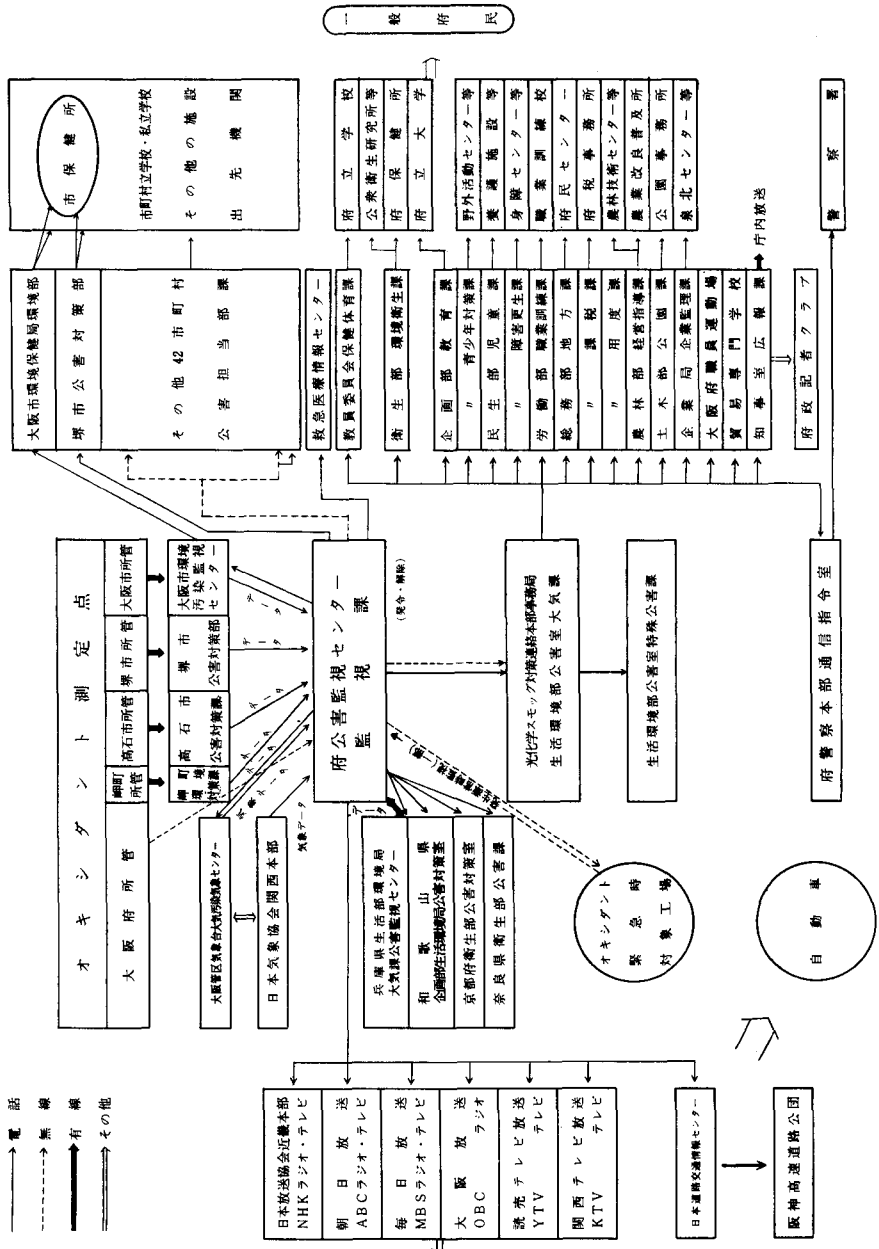 一般府民
市保健所
市町村立学校・私立学校
その他の施設
出先機関
府立学校
公衆衛生研究所等
府保健所
府立大学
野外活動センター等
養護施設等
身障センター等
職業訓練校
府民センター
府税事務所
農林技術センター等
農業改良普及所
公園事務所
泉北センター等
警察署
大阪市環境保健局環境部
堺市公害対策部
その他42市町村
公害担当部課
救急医療情報センター
教員委員会保健体育課
衛生部環境衛生課
企画部教育課
〃 青少年対策課
民生部児童課
〃 障害更生課
労働部職業訓練課
総務部地方課
〃 課税課
〃 用度課
農林部経営指導課
土木部公園課
企業局企業監理課
大阪府職員運動場
貿易専門学校
知事室広報課
庁内放送
府政記者クラブ
オキシダント測定点
大阪市所管
堺市所管
高石市所管
岬町所管
大阪府所管
大阪市環境汚染監視センター
堺市
公害対策部
高石市
公害対策課
岬町環境対策課
大阪管区気象台大気汚染気象センター
日本気象協会関西本部
データ
データ
データ
気象データ
府公害監視センター
監視課
(発令・解除)
光化学スモッグ対策連絡本部事務局
生活環境部公害室大気課
生活環境部公害室特殊公害課
府警察本部通信指令室
データ
兵庫県生活部環境局
大気課公害監視センター
和歌山県
企画部生活環境局公害対策室
京都府衛生部公害対策室
奈良県衛生部公害課
オキシダント
緊急時
対象工場
自動車
電話
無線
有線
その他
日本放送協会近畿本部
NHKラジオ・テレビ
朝日放送
ABCラジオ・テレビ
毎日放送
MBSラジオ・テレビ
大阪放送
OBC ラジオ
読売テレビ放送
YTV テレビ
関西テレビ放送
KTV テレビ
日本道路交通情報センター
阪神高速道路公団